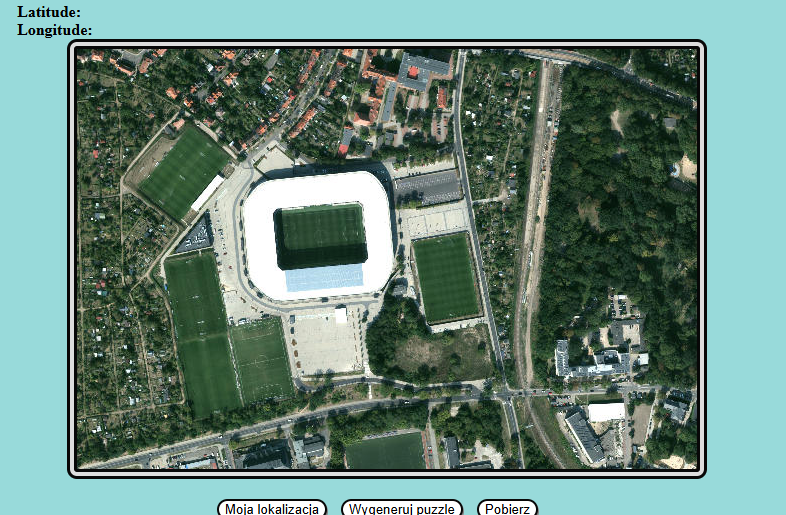 Latitude:
Longitude:
Moja lokalizacja
Wygeneruj puzzle
Pobierz